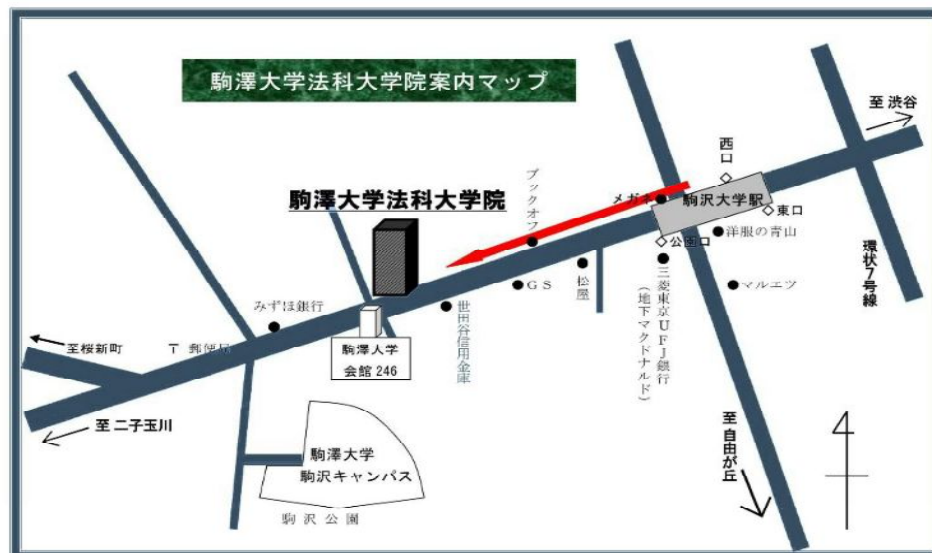 駒澤大学法科大学院案内マップ
至 渋谷
西口
ブックオフ
駒澤大学法科大学院
メガネ
駒沢大学駅
東口
公園口
洋服の青山
環状7号線
みずほ銀行
世田谷信用金庫
GS
松屋
三菱東京UFJ銀行
(地下マクドナルド)
マルエツ
至桜新町
〒 郵便局
駒澤大学
会館 246
至 二子玉川
至 自由が丘
駒澤大学
駒沢キャンパス
駒沢公園